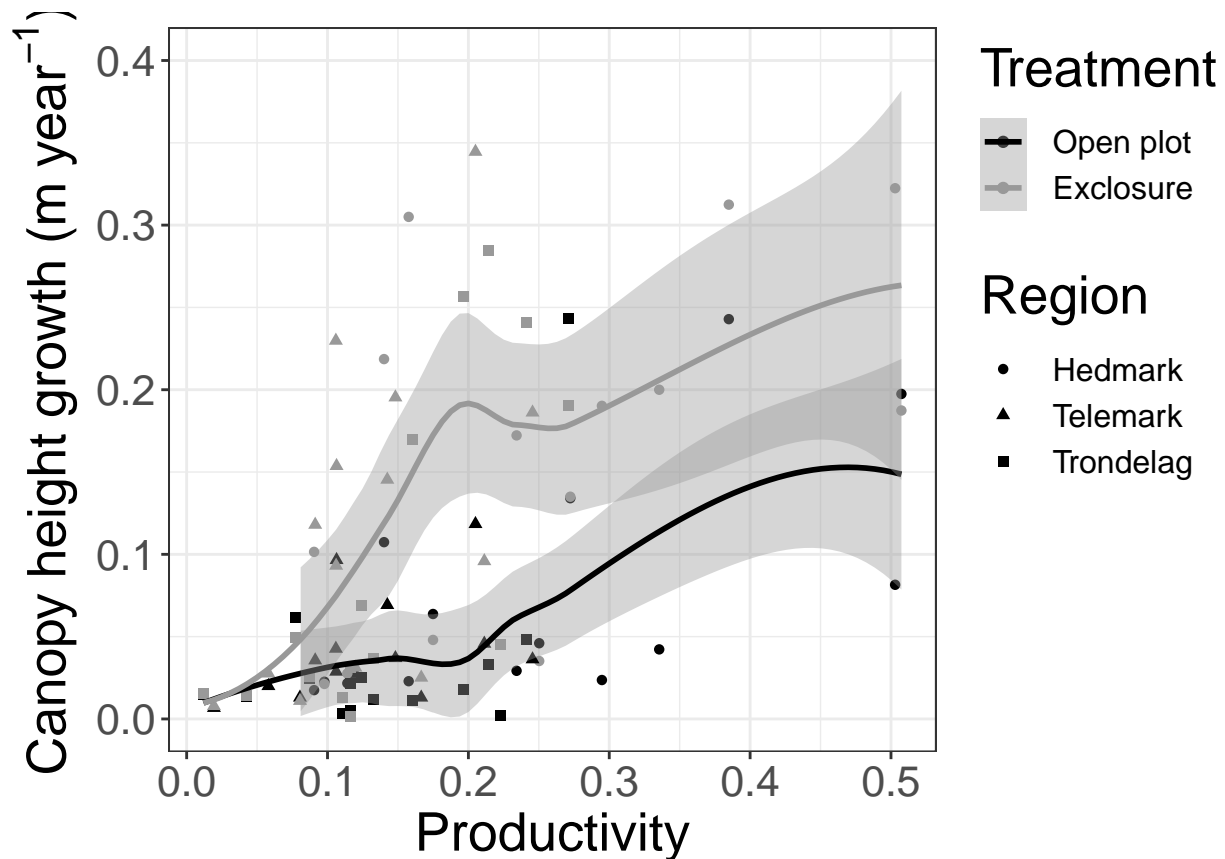 Canopy height growth (m year⁻¹)
0.4
0.3
0.2
0.1
0.0
0.0 0.1 0.2 0.3 0.4 0.5
Productivity
Treatment
Open plot
Exclosure
Region
Hedmark
Telemark
Trondelag